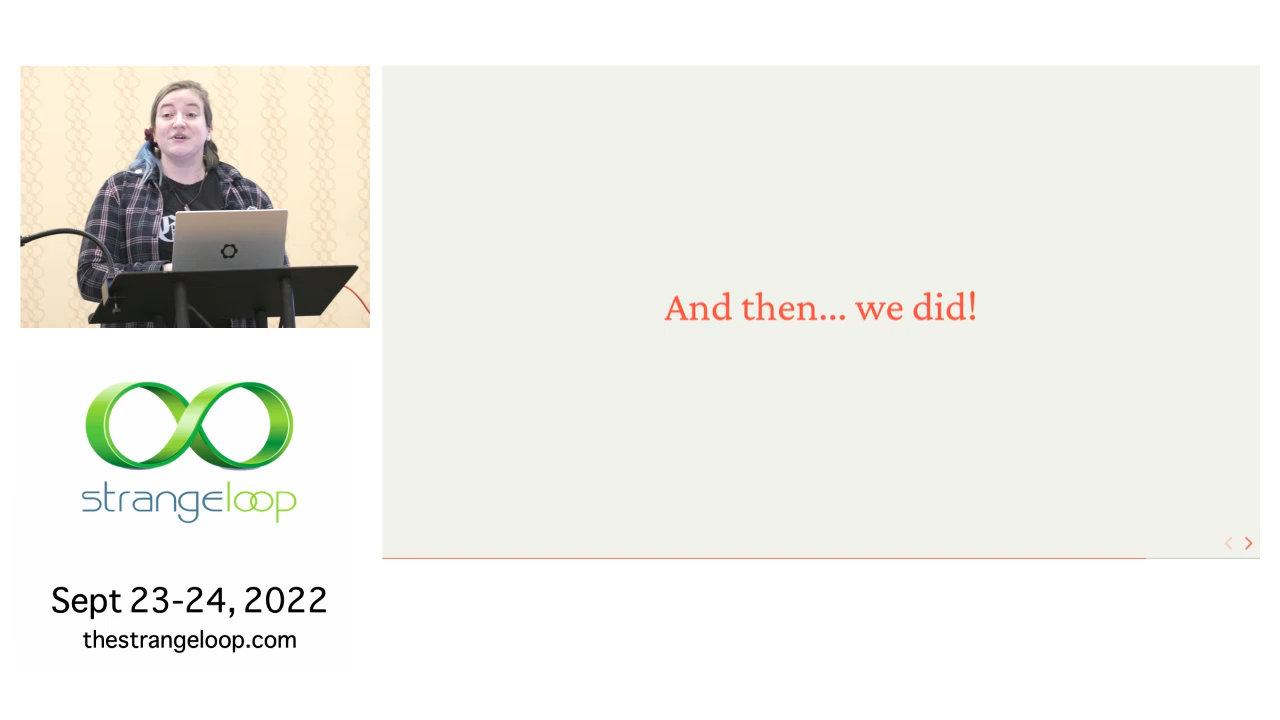 And then... we did!
strangeloop
Sept 23-24, 2022
thestrangeloop.com